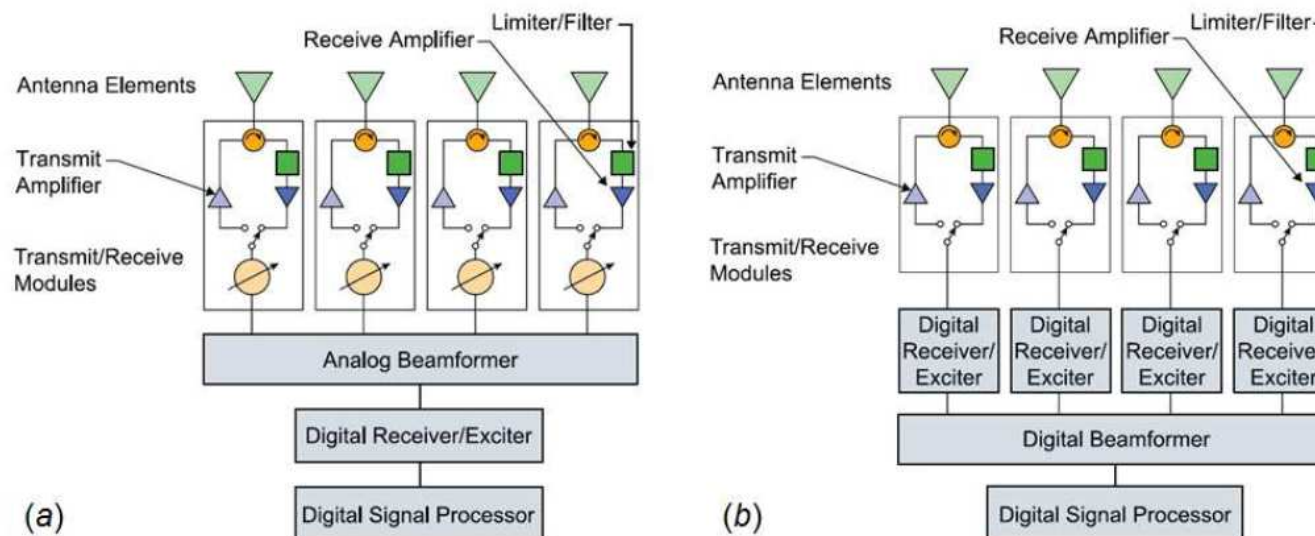 Limiter/Filter
Receive Amplifier
Antenna Elements
Transmit
Amplifier
Transmit/Receive
Modules
Analog Beamformer
Digital Receiver/Exciter
Digital Signal Processor
(a)
Limiter/Filter
Receive Amplifier
Antenna Elements
Transmit
Amplifier
Transmit/Receive
Modules
Digital
Receiver/
Exciter
Digital
Receiver/
Exciter
Digital
Receiver/
Exciter
Digital
Receiver
Exciter
Digital Beamformer
Digital Signal Processor
(b)